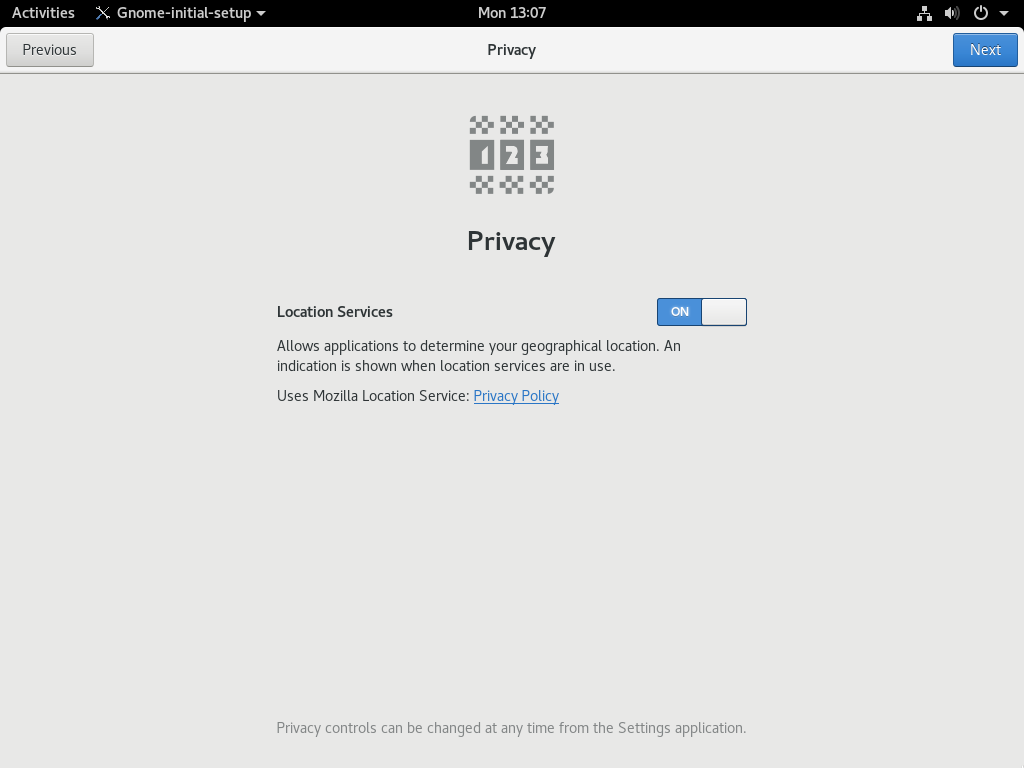 Activities Gnome-initial-setup Mon 13:07
Previous Privacy Next
1 2 3
Privacy
Location Services ON
Allows applications to determine your geographical location. An
indication is shown when location services are in use.
Uses Mozilla Location Service: Privacy Policy
Privacy controls can be changed at any time from the Settings application.